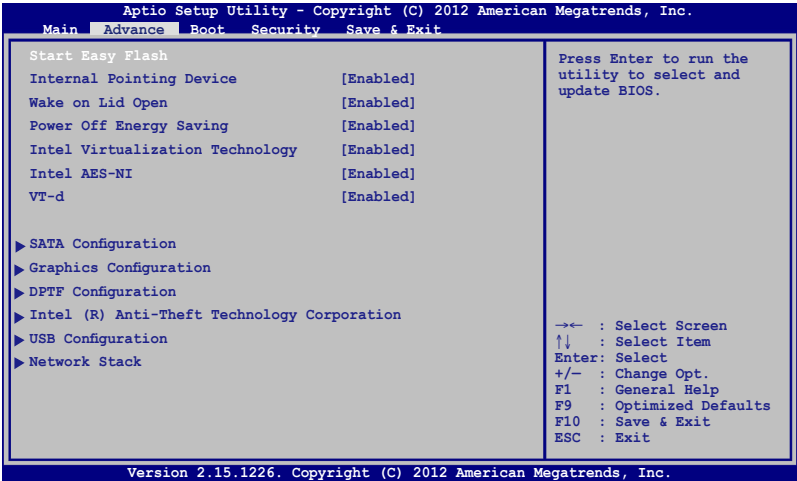 Aptio Setup Utility - Copyright (C) 2012 American Megatrends, Inc.
Main Advance Boot Security Save & Exit
Start Easy Flash
Internal Pointing Device [Enabled]
Wake on Lid Open [Enabled]
Power Off Energy Saving [Enabled]
Intel Virtualization Technology [Enabled]
Intel AES-NI [Enabled]
VT-d [Enabled]
SATA Configuration
Graphics Configuration
DPTF Configuration
Intel (R) Anti-Theft Technology Corporation
USB Configuration
Network Stack
Press Enter to run the
utility to select and
update BIOS.
→← : Select Screen
↑↓ : Select Item
Enter: Select
+/— : Change Opt.
F1 : General Help
F9 : Optimized Defaults
F10 : Save & Exit
ESC : Exit
Version 2.15.1226. Copyright (C) 2012 American Megatrends, Inc.